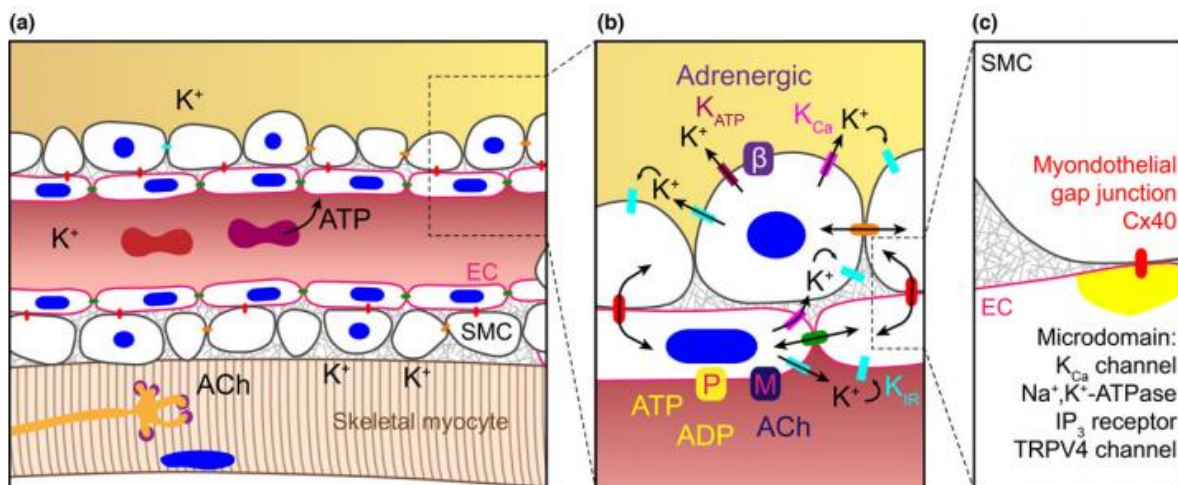 (a)
K⁺
ATP
K⁺
EC
SMC
ACh
K⁺
K⁺
Skeletal myocyte
(b)
Adrenergic
K_ATP
K_Ca
K⁺
β
K⁺
K⁺
K⁺
K⁺
K_IR
P
M
ATP
ADP
ACh
(c)
SMC
Myondothelial
gap junction
Cx40
EC
Microdomain:
K_Ca channel
Na⁺,K⁺-ATPase
IP₃ receptor
TRPV4 channel